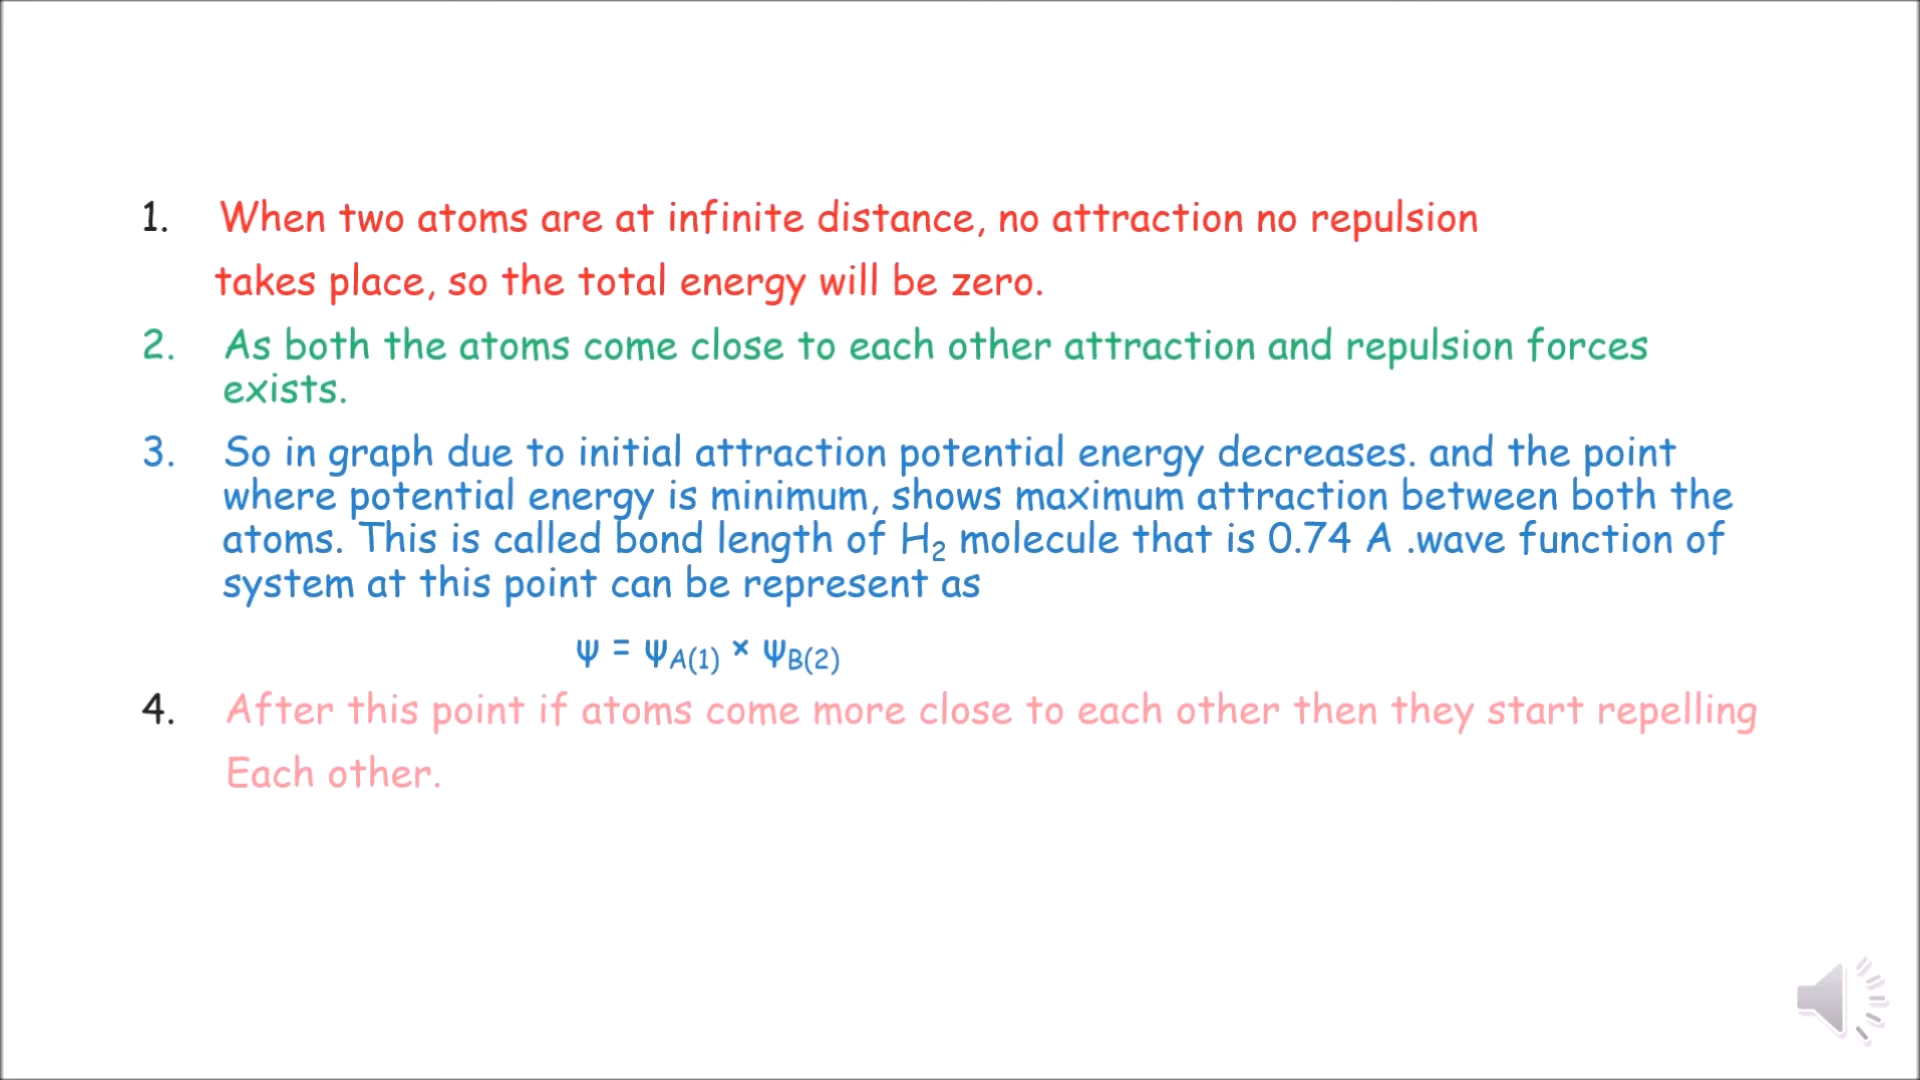 1. When two atoms are at infinite distance, no attraction no repulsion
takes place, so the total energy will be zero.
2. As both the atoms come close to each other attraction and repulsion forces
exists.
3. So in graph due to initial attraction potential energy decreases. and the point
where potential energy is minimum, shows maximum attraction between both the
atoms. This is called bond length of H₂ molecule that is 0.74 A .wave function of
system at this point can be represent as
ψ = ψA(1) × ψB(2)
4. After this point if atoms come more close to each other then they start repelling
Each other.